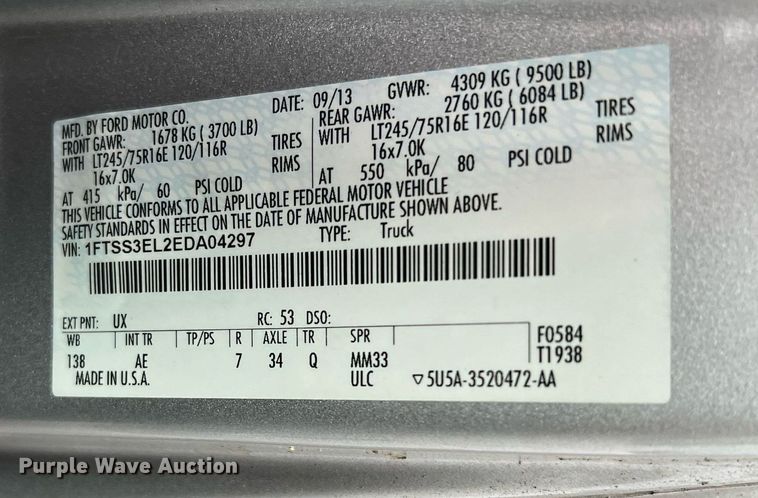 MFD. BY FORD MOTOR CO. DATE: 09/13 GVWR: 4309 KG ( 9500 LB)
FRONT GAWR: 1678 KG ( 3700 LB) REAR GAWR: 2760 KG ( 6084 LB)
WITH LT245/75R16E 120/116R TIRES WITH LT245/75R16E 120/116R TIRES
16x7.0K RIMS 16x7.0K RIMS
AT 415 kPa/ 60 PSI COLD AT 550 kPa/ 80 PSI COLD
THIS VEHICLE CONFORMS TO ALL APPLICABLE FEDERAL MOTOR VEHICLE
SAFETY STANDARDS IN EFFECT ON THE DATE OF MANUFACTURE SHOWN ABOVE.
VIN: 1FTSS3EL2EDA04297 TYPE: Truck
EXT PNT: UX RC: 53 DSO:
WB INT TR TP/PS R AXLE TR SPR F0584
138 AE 7 34 Q MM33 T1938
MADE IN U.S.A. ULC ▽5U5A-3520472-AA
Purple Wave Auction